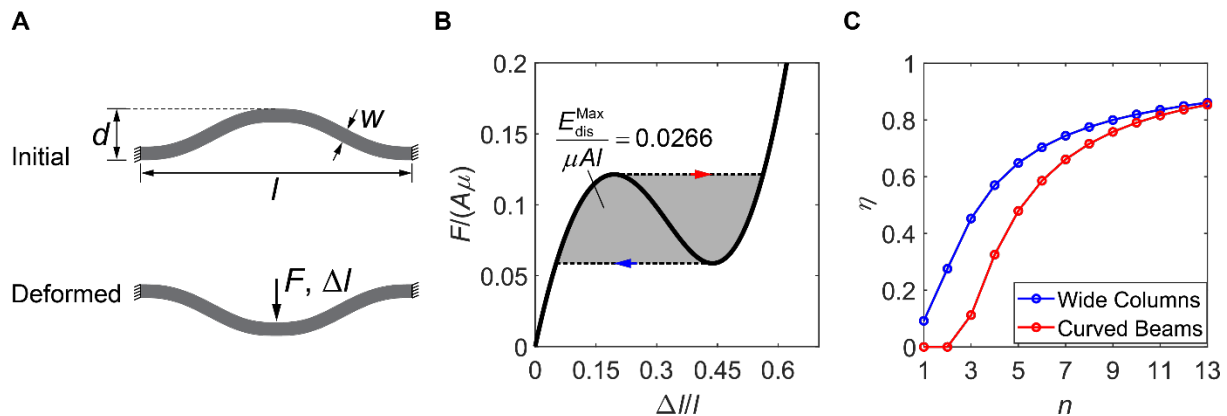 A
Initial
d
w
l
Deformed
F, Δl
B
F/(Aμ)
0.2
0.15
0.1
0.05
0
E_dis^Max/μAl = 0.0266
0 0.15 0.3 0.45 0.6
Δl/l
C
η
1
0.8
0.6
0.4
0.2
0
Wide Columns
Curved Beams
1 3 5 7 9 11 13
n